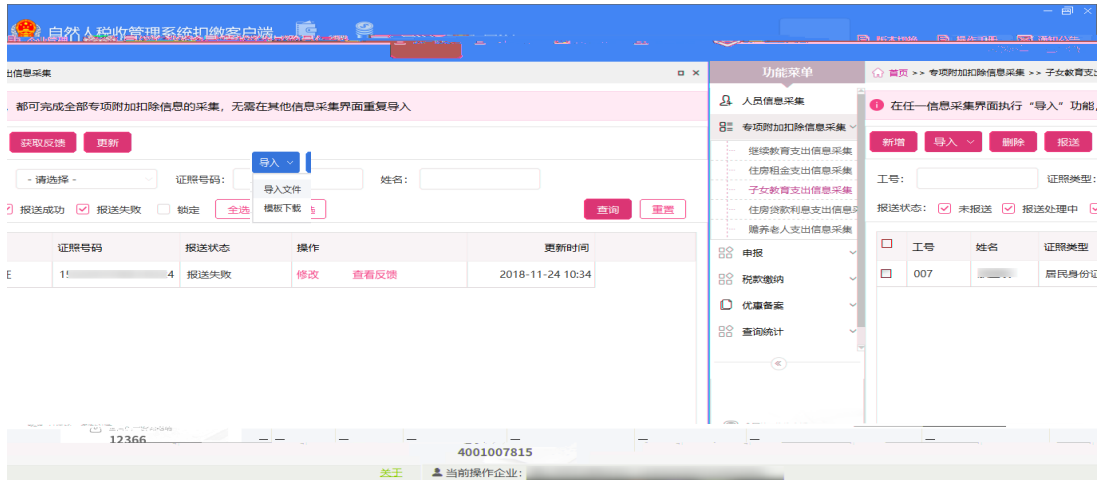 自然人税收管理系统扣缴客户端
出信息采集
都可完成全部专项附加扣除信息的采集，无需在其他信息采集界面重复导入
获取反馈 更新
导入
- 请选择 - 证照号码: 姓名:
导入文件
模板下载
报送成功 报送失败 锁定 全选
查询 重置
证照号码 报送状态 操作 更新时间
4 报送失败 修改 查看反馈 2018-11-24 10:34
功能菜单
人员信息采集
专项附加扣除信息采集
继续教育支出信息采集
住房租金支出信息采集
子女教育支出信息采集
住房贷款利息支出信息采
赡养老人支出信息采集
申报
税款缴纳
优惠备案
查询统计
首页 >> 专项附加扣除信息采集 >> 子女教育支出
在任一信息采集界面执行“导入”功能，
新增 导入 删除 报送
工号: 证照类型:
报送状态: 未报送 报送处理中
工号 姓名 证照类型
007 居民身份证
12366
4001007815
关于 当前操作企业: